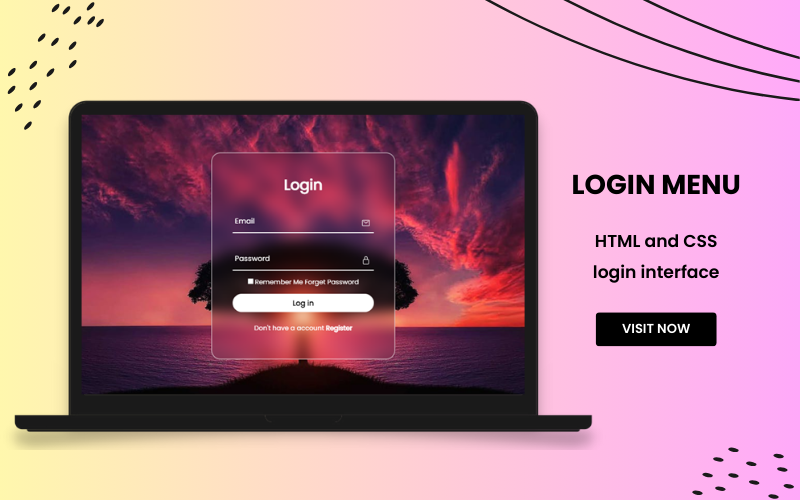 Login
Email
Password
Remember Me Forget Password
Log in
Don't have a account Register
LOGIN MENU
HTML and CSS
login interface
VISIT NOW